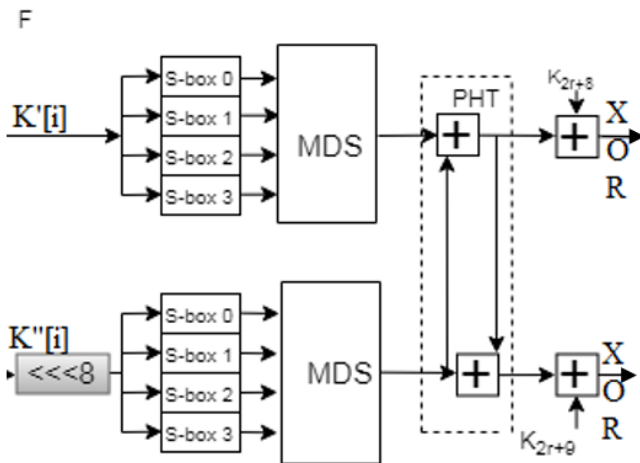 F
S-box 0
K'[i]
S-box 1
S-box 2
S-box 3
MDS
PHT
+
K2r+8
+
X
O
R
K"[i]
<<<8
S-box 0
S-box 1
S-box 2
S-box 3
MDS
+
+
X
O
R
K2r+9